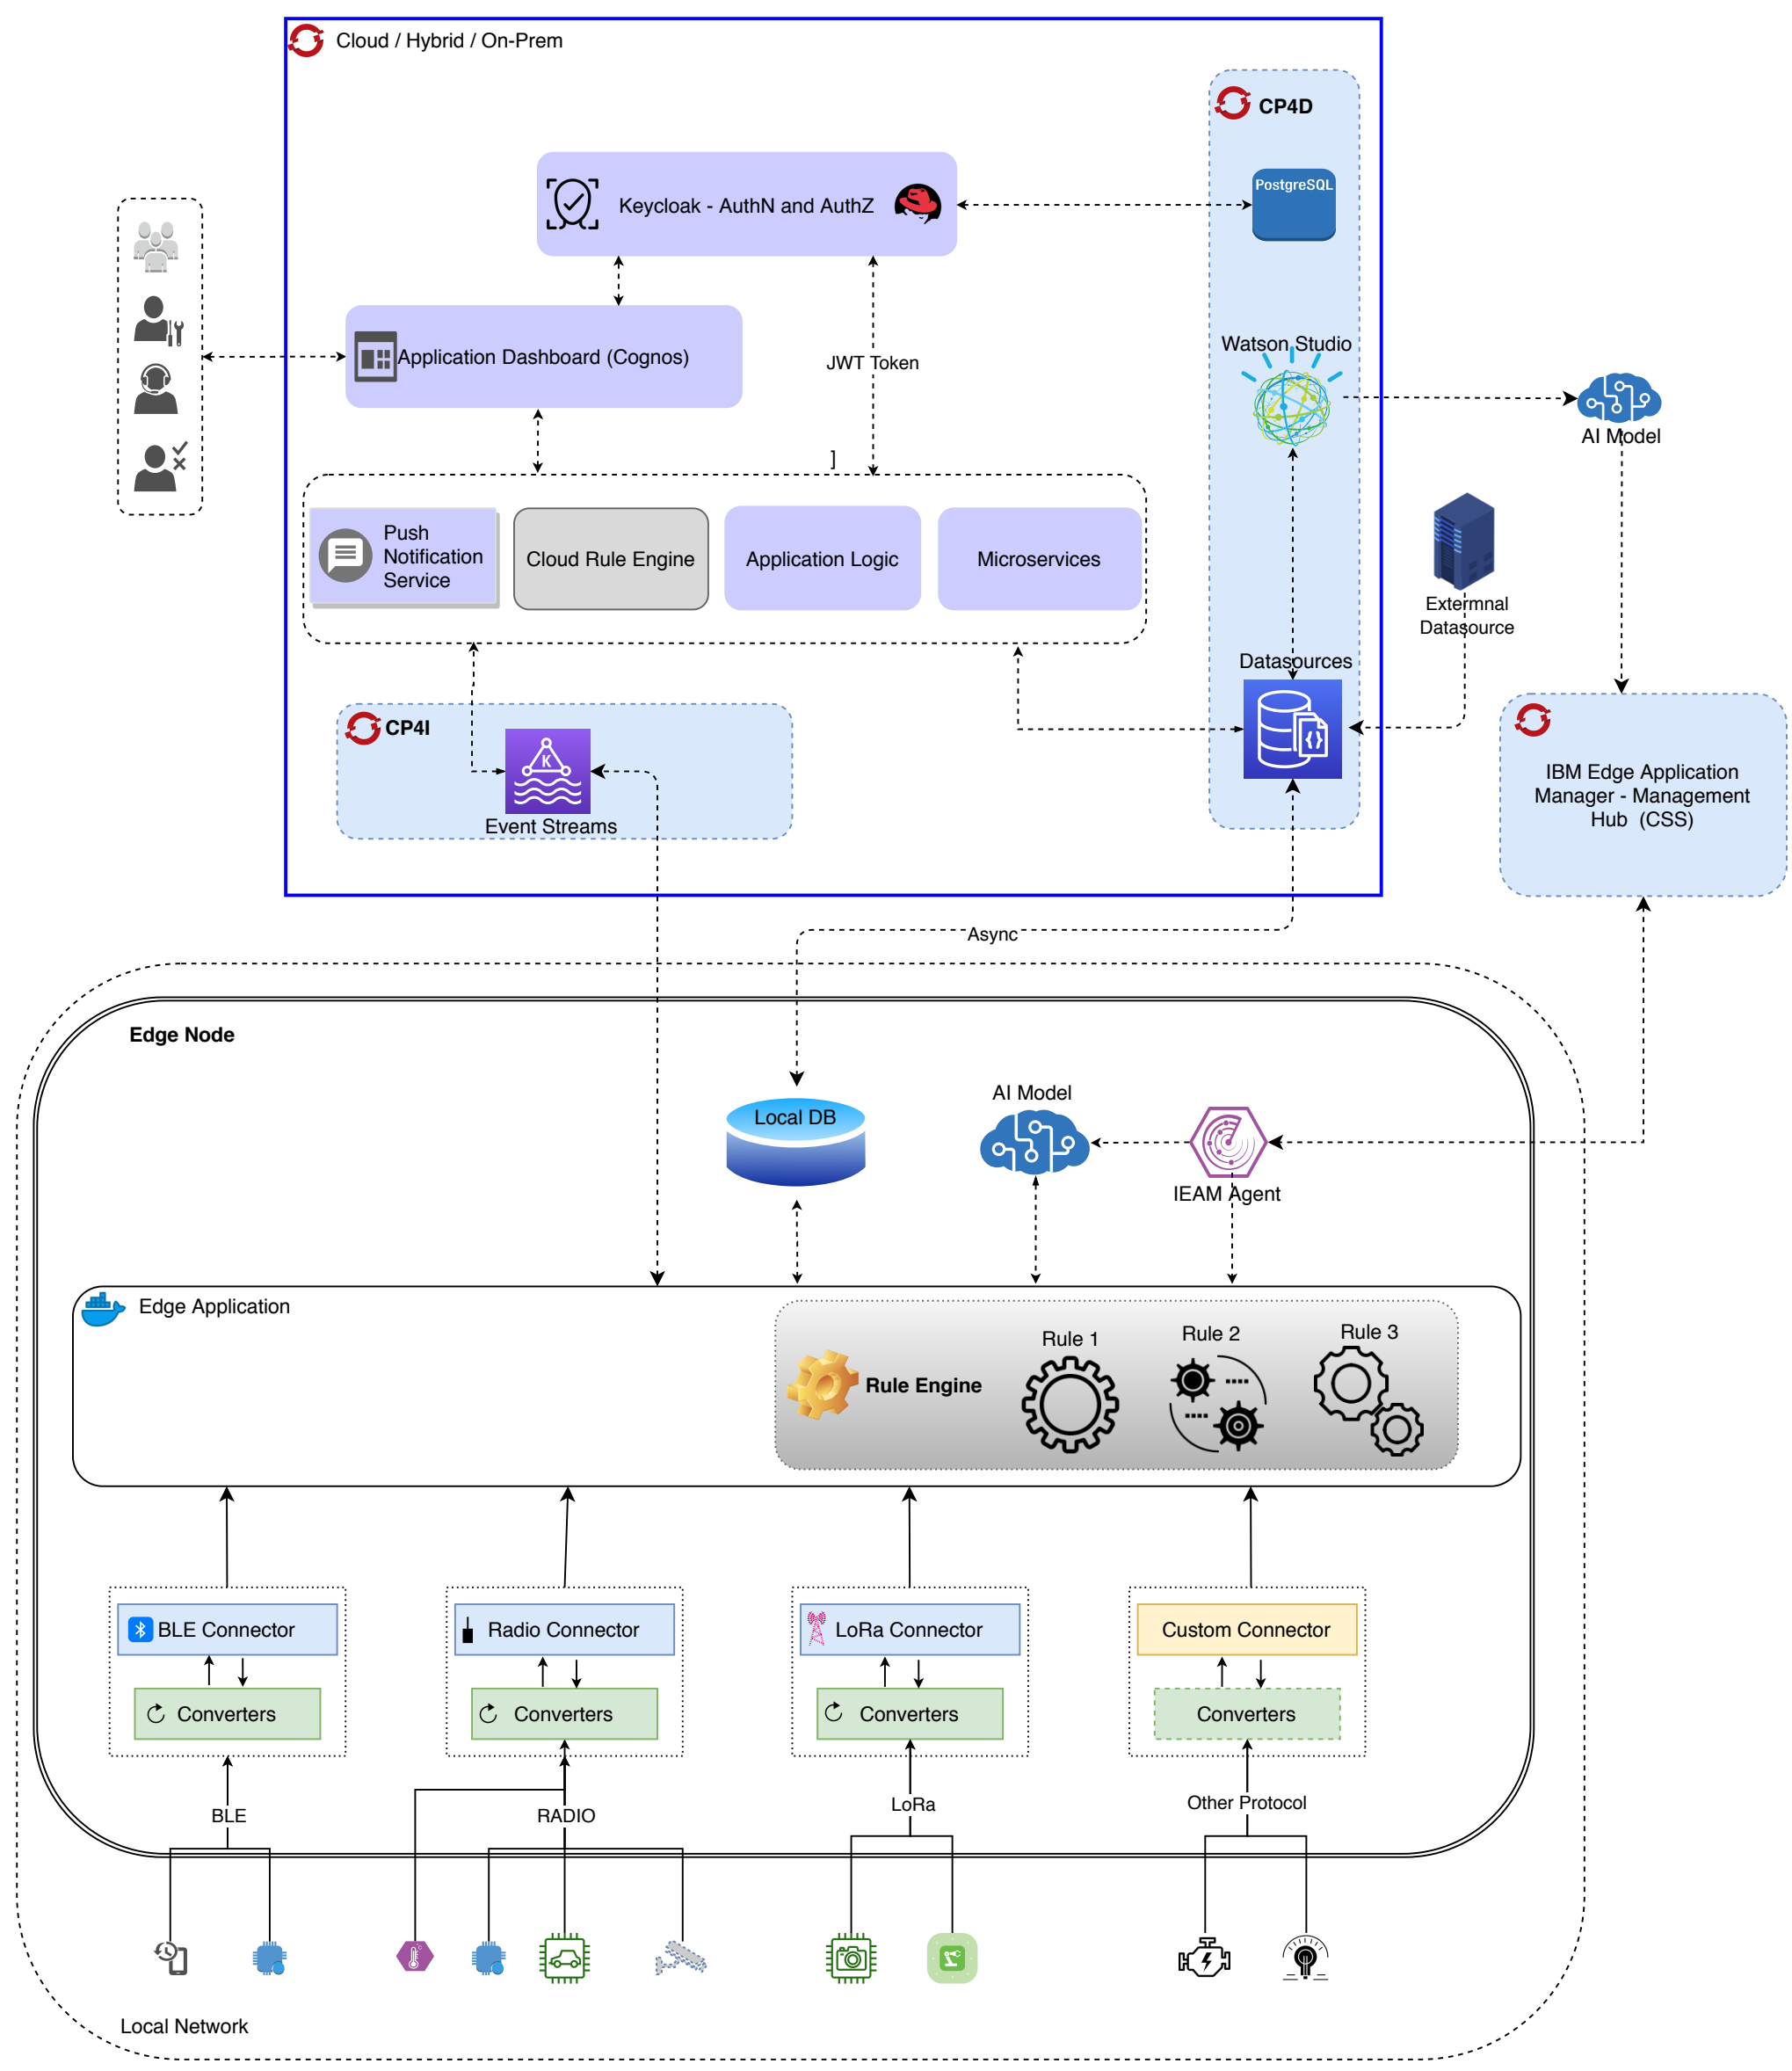 Cloud / Hybrid / On-Prem
CP4D
PostgreSQL
Keycloak - AuthN and AuthZ
Application Dashboard (Cognos)
JWT Token
Watson Studio
AI Model
]
Push
Notification
Service
Cloud Rule Engine
Application Logic
Microservices
Extermnal
Datasource
Datasources
CP4I
K
Event Streams
IBM Edge Application
Manager - Management
Hub (CSS)
Async
Edge Node
Local DB
AI Model
IEAM Agent
Edge Application
Rule Engine
Rule 1
Rule 2
Rule 3
BLE Connector
Radio Connector
LoRa Connector
Custom Connector
Converters
Converters
Converters
Converters
BLE
RADIO
LoRa
Other Protocol
Local Network